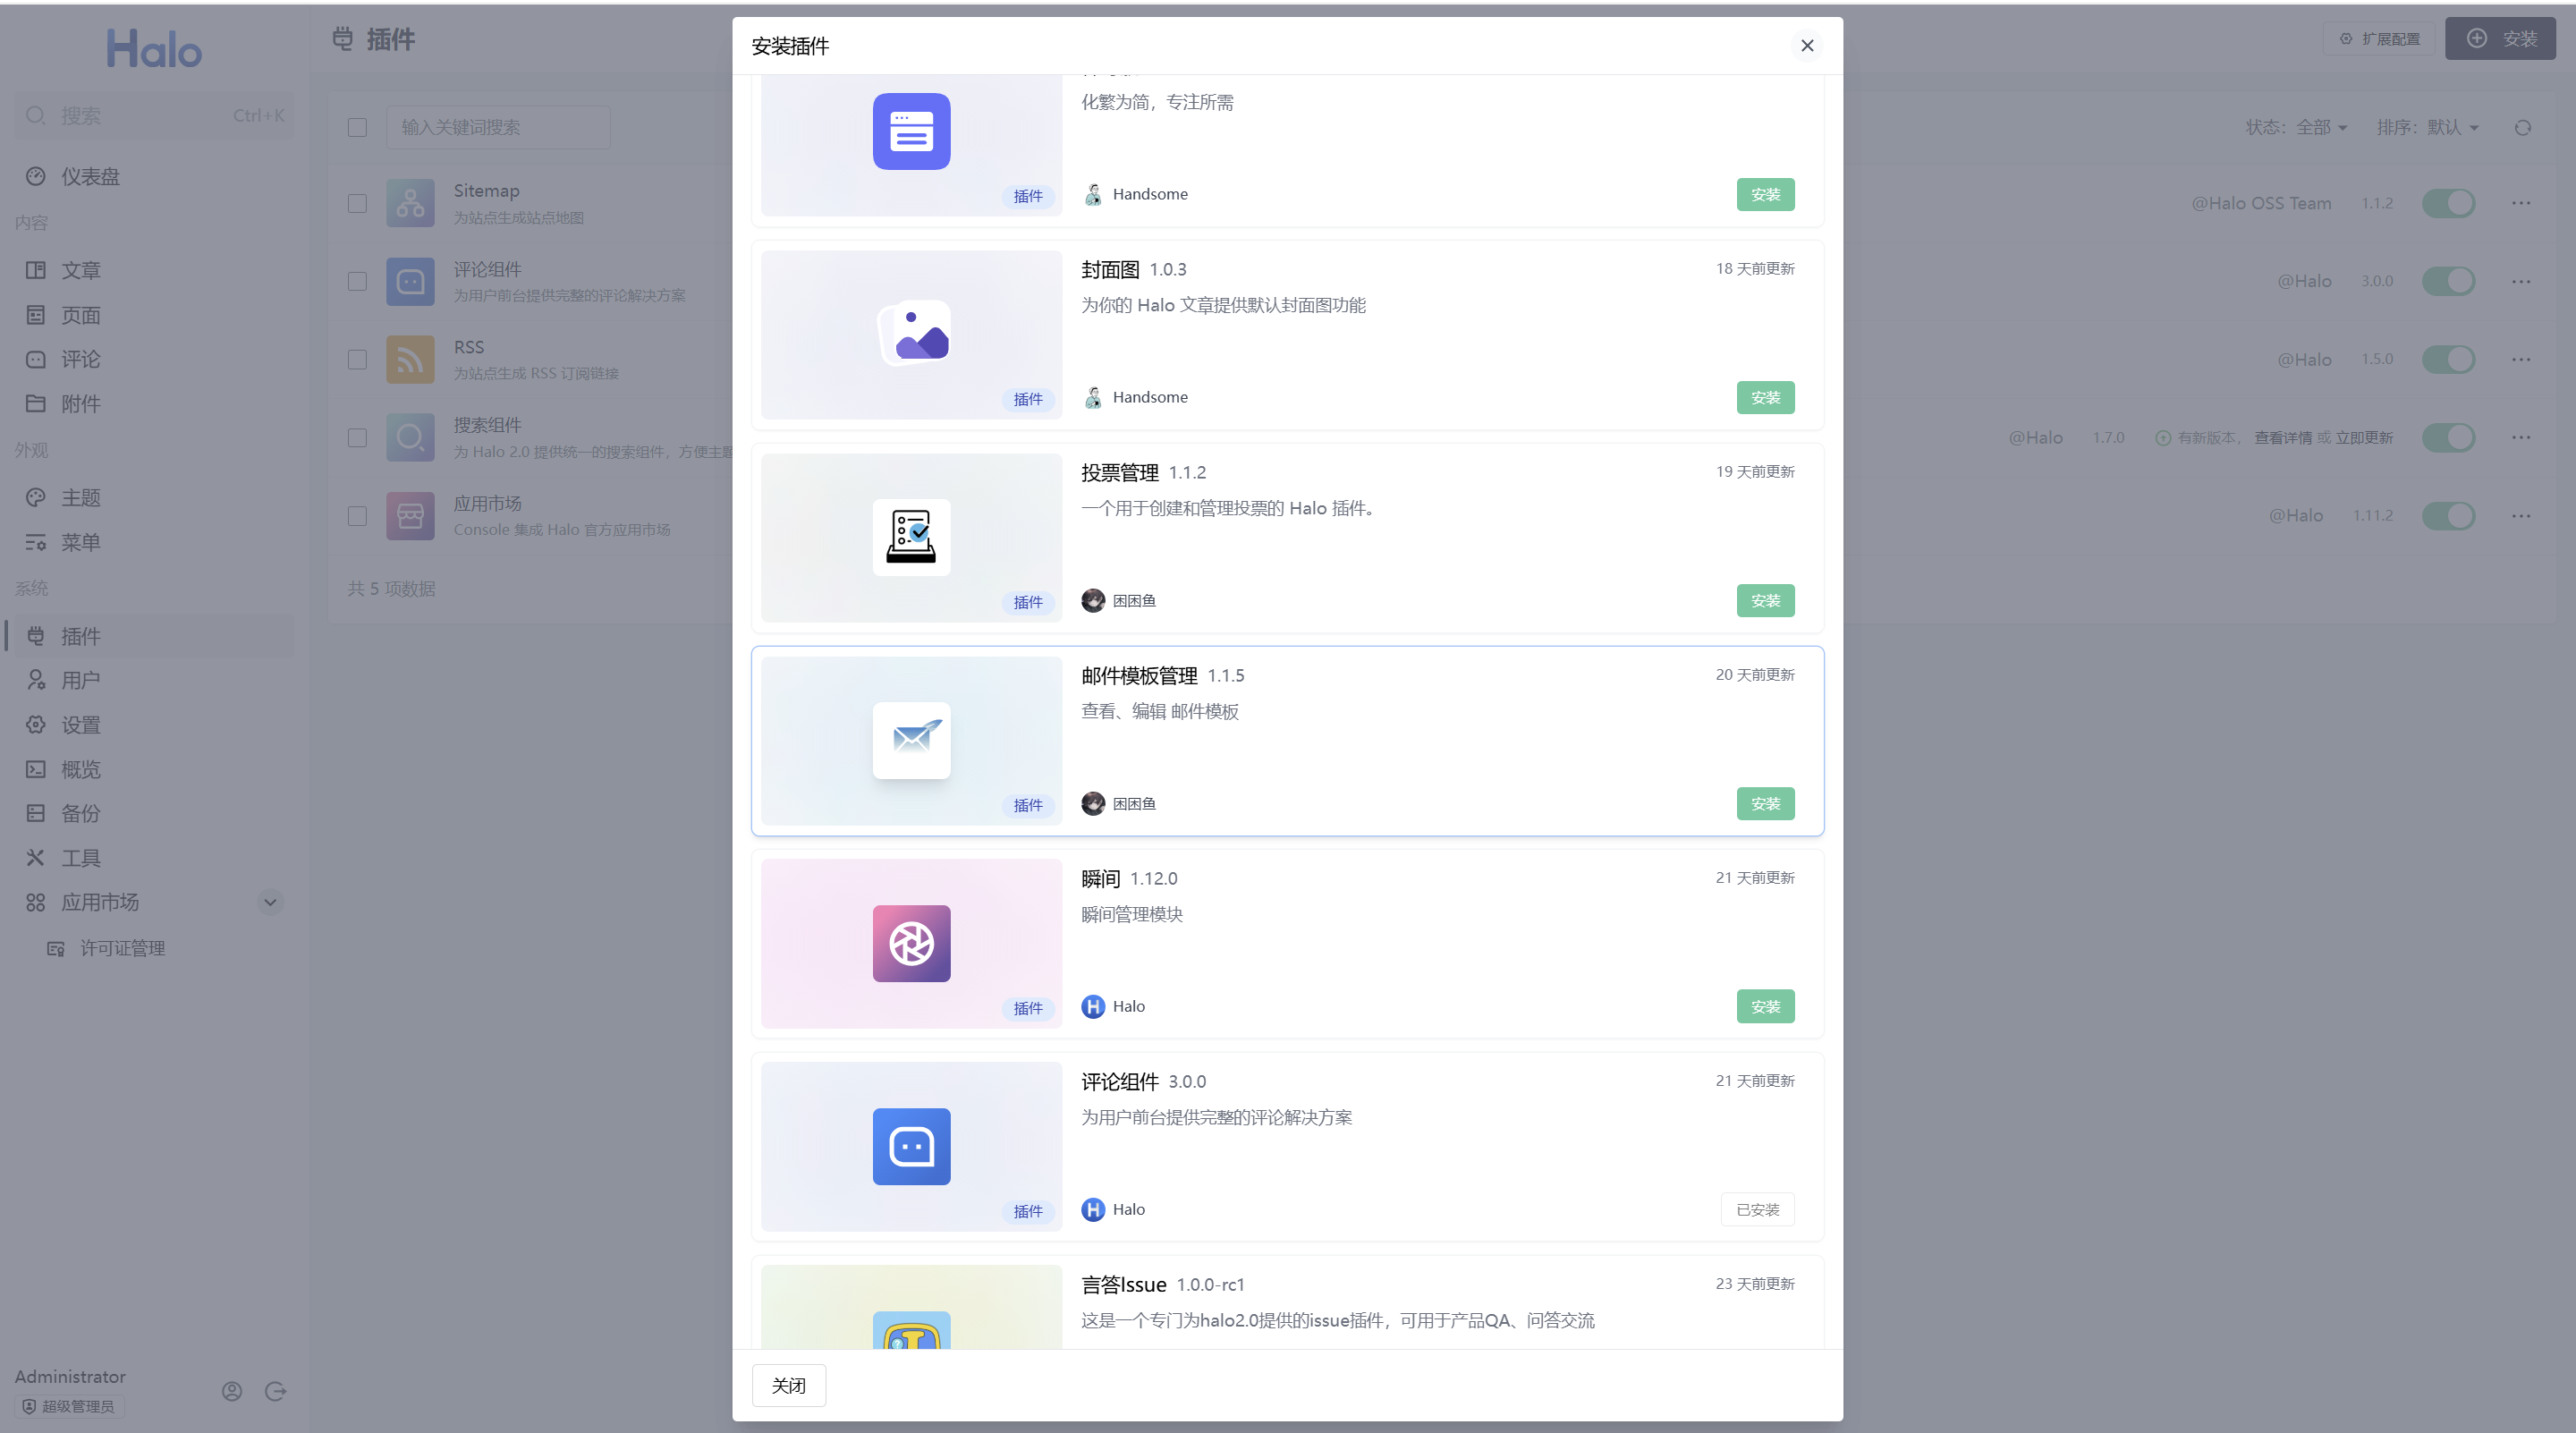 Halo
搜索 Ctrl+K
仪表盘
内容
文章
页面
评论
附件
外观
主题
菜单
系统
插件
用户
设置
概览
备份
工具
应用市场
许可证管理
Administrator
超级管理员
插件
扩展配置
安装
输入关键词搜索
状态：全部 排序：默认
Sitemap
为站点生成站点地图
@Halo OSS Team 1.1.2
评论组件
为用户前台提供完整的评论解决方案
@Halo 3.0.0
RSS
为站点生成 RSS 订阅链接
@Halo 1.5.0
搜索组件
为 Halo 2.0 提供统一的搜索组件，方便主题
@Halo 1.7.0 有新版本，查看详情 或 立即更新
应用市场
Console 集成 Halo 官方应用市场
@Halo 1.11.2
共 5 项数据
安装插件
化繁为简，专注所需
插件
Handsome
安装
封面图 1.0.3
18 天前更新
为你的 Halo 文章提供默认封面图功能
插件
Handsome
安装
投票管理 1.1.2
19 天前更新
一个用于创建和管理投票的 Halo 插件。
插件
困困鱼
安装
邮件模板管理 1.1.5
20 天前更新
查看、编辑 邮件模板
插件
困困鱼
安装
瞬间 1.12.0
21 天前更新
瞬间管理模块
插件
Halo
安装
评论组件 3.0.0
21 天前更新
为用户前台提供完整的评论解决方案
插件
Halo
已安装
言答Issue 1.0.0-rc1
23 天前更新
这是一个专门为halo2.0提供的issue插件，可用于产品QA、问答交流
关闭